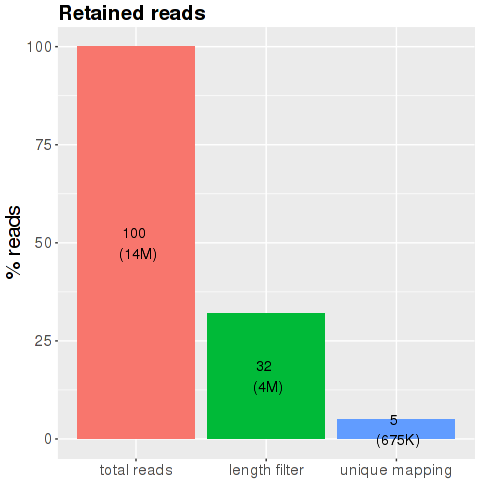 Retained reads
% reads
100
75
50
25
0
100
(14M)
32
(4M)
5
(675K)
total reads
length filter
unique mapping